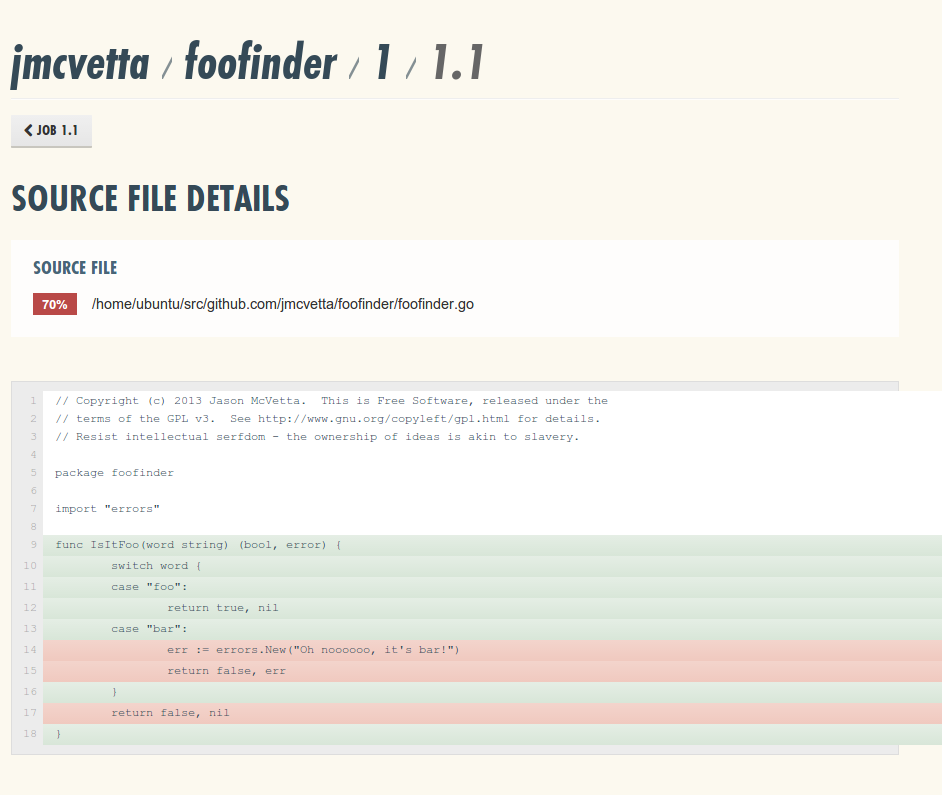 jmcvetta / foofinder / 1 / 1.1
JOB 1.1
SOURCE FILE DETAILS
SOURCE FILE
70% /home/ubuntu/src/github.com/jmcvetta/foofinder/foofinder.go
1 // Copyright (c) 2013 Jason McVetta.  This is Free Software, released under the
2 // terms of the GPL v3.  See http://www.gnu.org/copyleft/gpl.html for details.
3 // Resist intellectual serfdom - the ownership of ideas is akin to slavery.
4
5 package foofinder
6
7 import "errors"
8
9 func IsItFoo(word string) (bool, error) {
10         switch word {
11         case "foo":
12                 return true, nil
13         case "bar":
14                 err := errors.New("Oh noooooo, it's bar!")
15                 return false, err
16         }
17         return false, nil
18 }